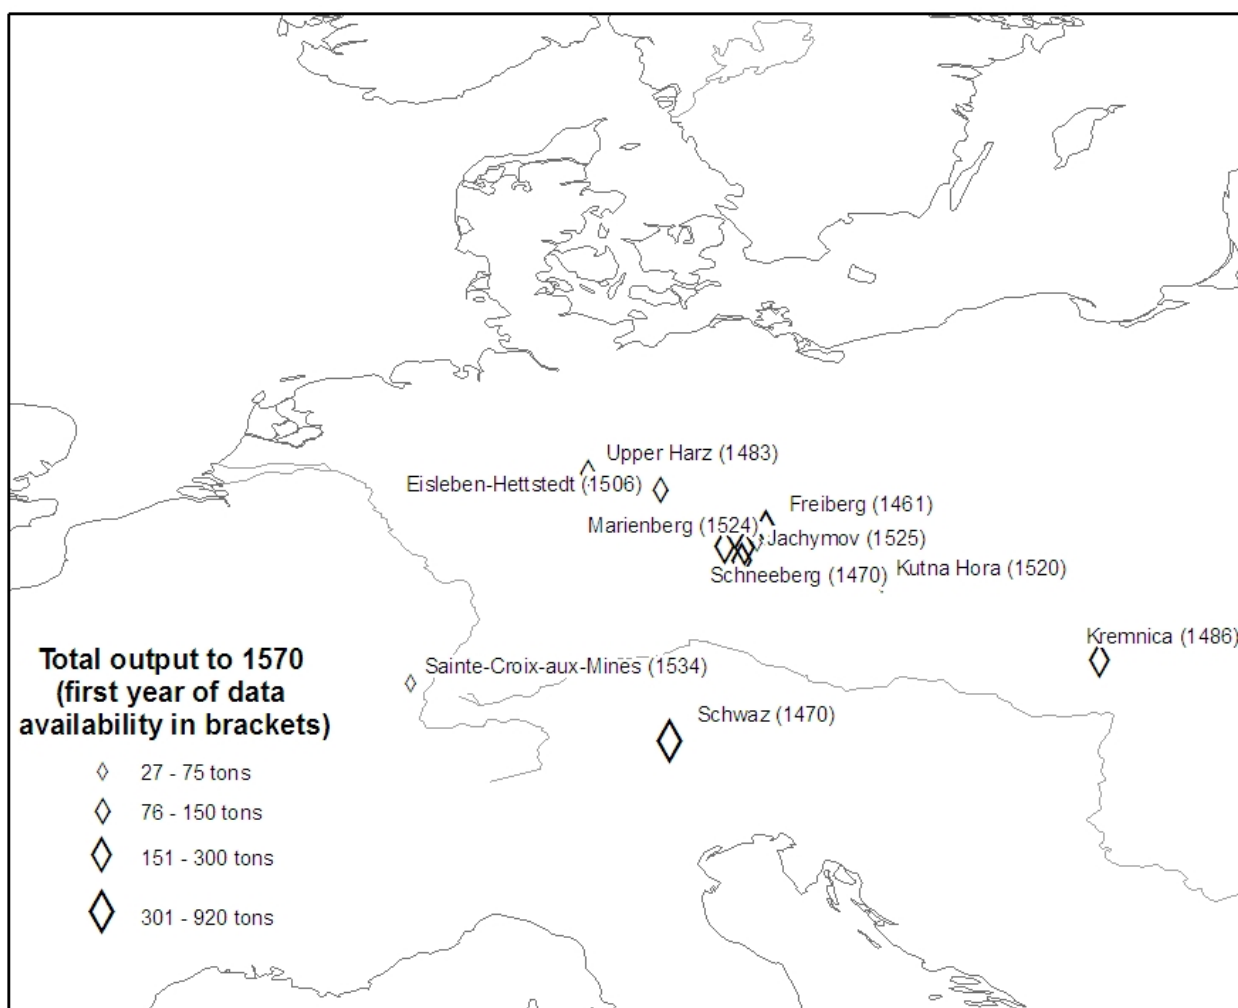 Upper Harz (1483)
Eisleben-Hettstedt (1506)
Freiberg (1461)
Marienberg (1524)
Jachymov (1525)
Schneeberg (1470)
Kutna Hora (1520)
Kremnica (1486)
Sainte-Croix-aux-Mines (1534)
Schwaz (1470)
Total output to 1570
(first year of data
availability in brackets)
27 - 75 tons
76 - 150 tons
151 - 300 tons
301 - 920 tons